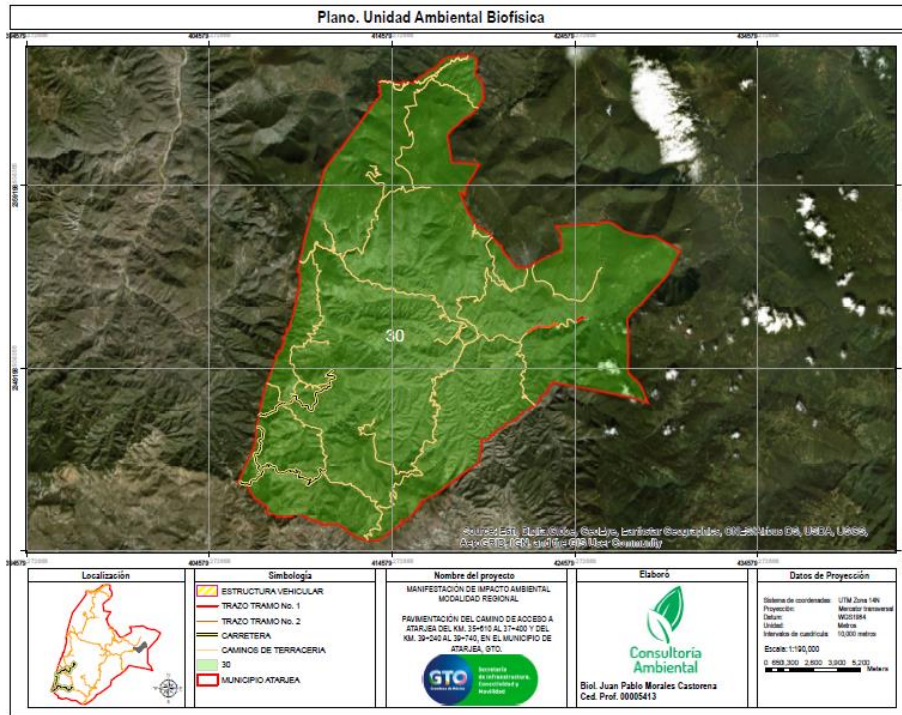 Plano. Unidad Ambiental Biofísica
404579
414579
424579
434579
30
Source: Esri, DigitalGlobe, GeoEye, Earthstar Geographics, CNES/Airbus DS, USDA, USGS,
AeroGRID, IGN, and the GIS User Community
Localización
Simbología
ESTRUCTURA VEHICULAR
TRAZO TRAMO No. 1
TRAZO TRAMO No. 2
CARRETERA
CAMINOS DE TERRACERIA
30
MUNICIPIO ATARJEA
Nombre del proyecto
MANIFESTACIÓN DE IMPACTO AMBIENTAL
MODALIDAD REGIONAL
PAVIMENTACIÓN DEL CAMINO DE ACCESO A
ATARJEA DEL KM. 35+610 AL 37+400 Y DEL
KM. 39+240 AL 39+740, EN EL MUNICIPIO DE
ATARJEA, GTO.
GTO
Secretaría
de Infraestructura,
Conectividad y
Movilidad
Elaboró
Consultoría
Ambiental
Biol. Juan Pablo Morales Castorena
Ced. Prof. 00005413
Datos de Proyección
Sistema de coordenadas: UTM Zona 14N
Proyección: Mercator transversal
Datum: WGS1984
Unidad: Metros
Intervalos de cuadrícula: 10,000 metros
Escala: 1:190,000
0 650 1,300 2,600 3,900 5,200
Meters